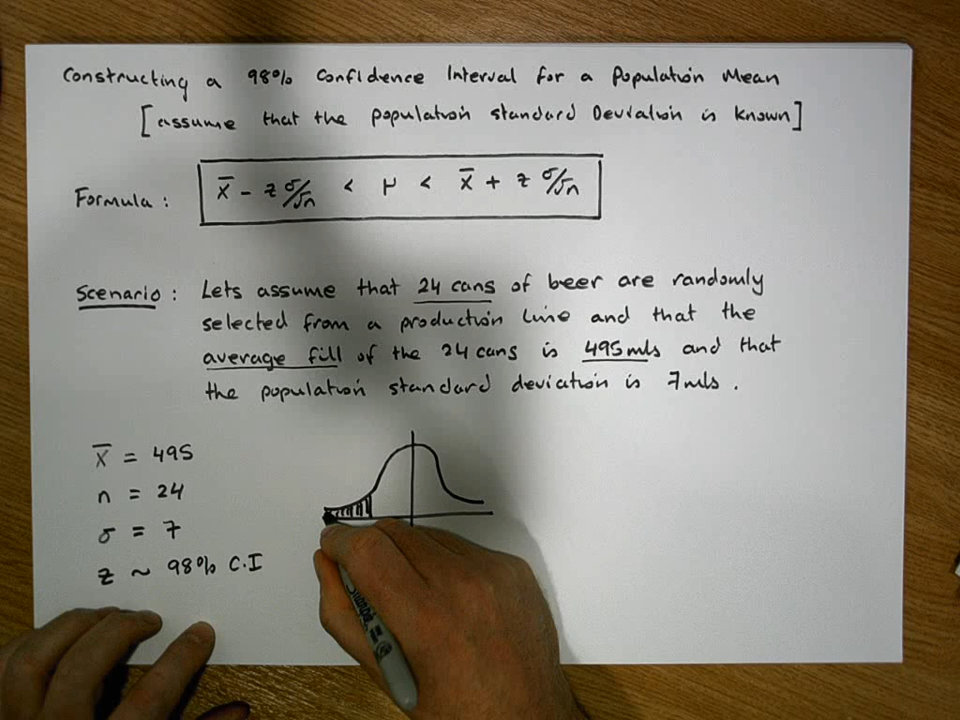 Constructing a 98% Confidence Interval for a Population Mean
[assume that the population standard Deviation is known]
Formula : x̄ - z σ/√n < μ < x̄ + z σ/√n
Scenario : Lets assume that 24 cans of beer are randomly
selected from a production line and that the
average fill of the 24 cans is 495 mls and that
the population standard deviation is 7mls .
x̄ = 495
n = 24
σ = 7
z ~ 98% C.I